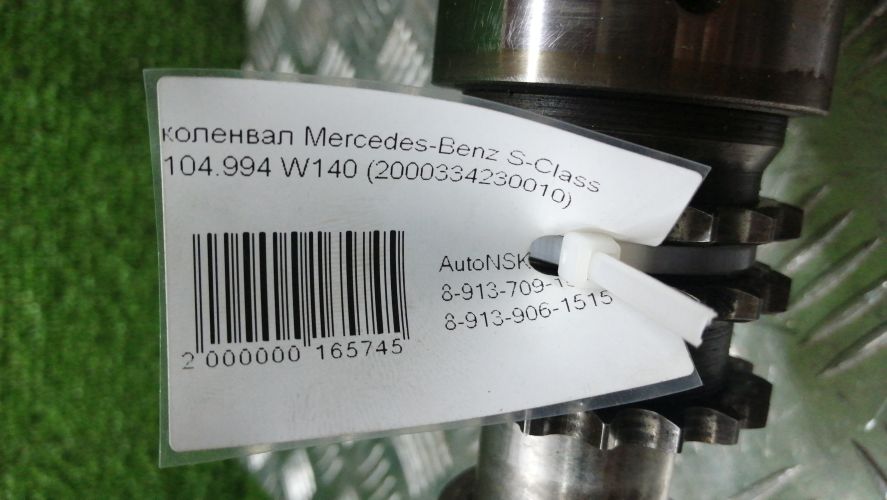 коленвал Mercedes-Benz S-Class
104.994 W140 (2000334230010)
AutoNSK
8-913-709-1
8-913-906-1515
2 000000 165745